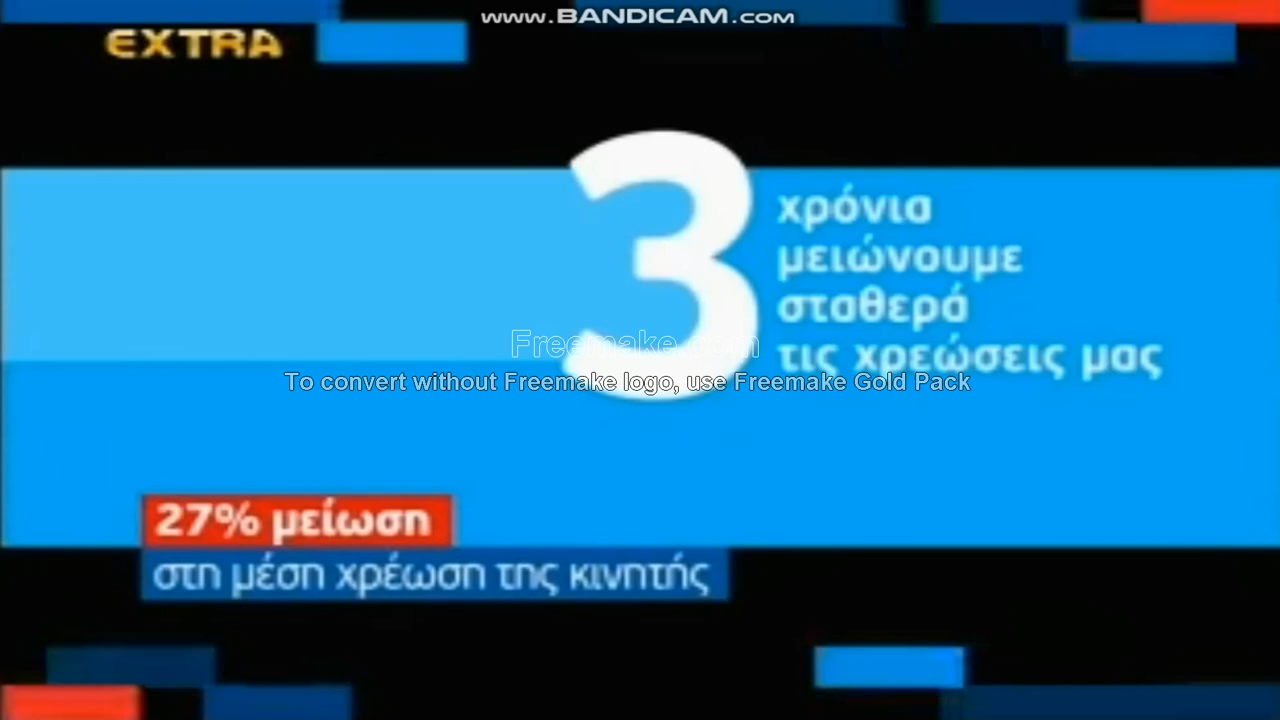 www.BANDICAM.com
EXTRA
3
χρόνια
μειώνουμε
σταθερά
τις χρεώσεις μας
Freemake.com
To convert without Freemake logo, use Freemake Gold Pack
27% μείωση
στη μέση χρέωση της κινητής